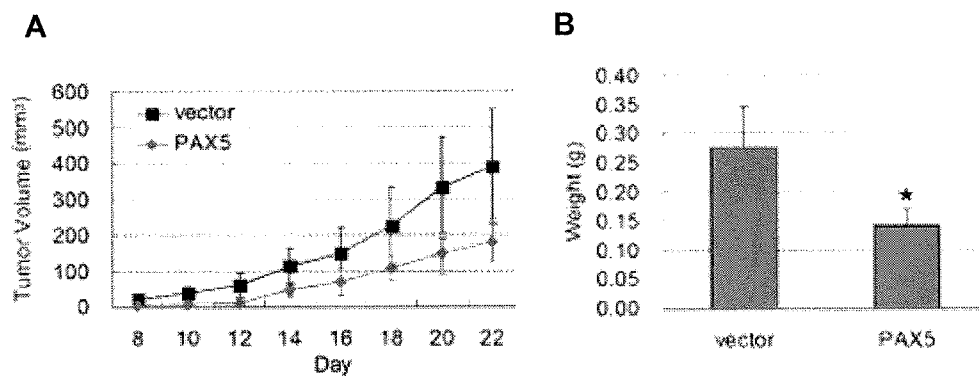 A
Tumor Volume (mm³)
600
500
400
300
200
100
0
vector
PAX5
8 10 12 14 16 18 20 22
Day
B
Weight (g)
0.40
0.35
0.30
0.25
0.20
0.15
0.10
0.05
0.00
★
vector PAX5